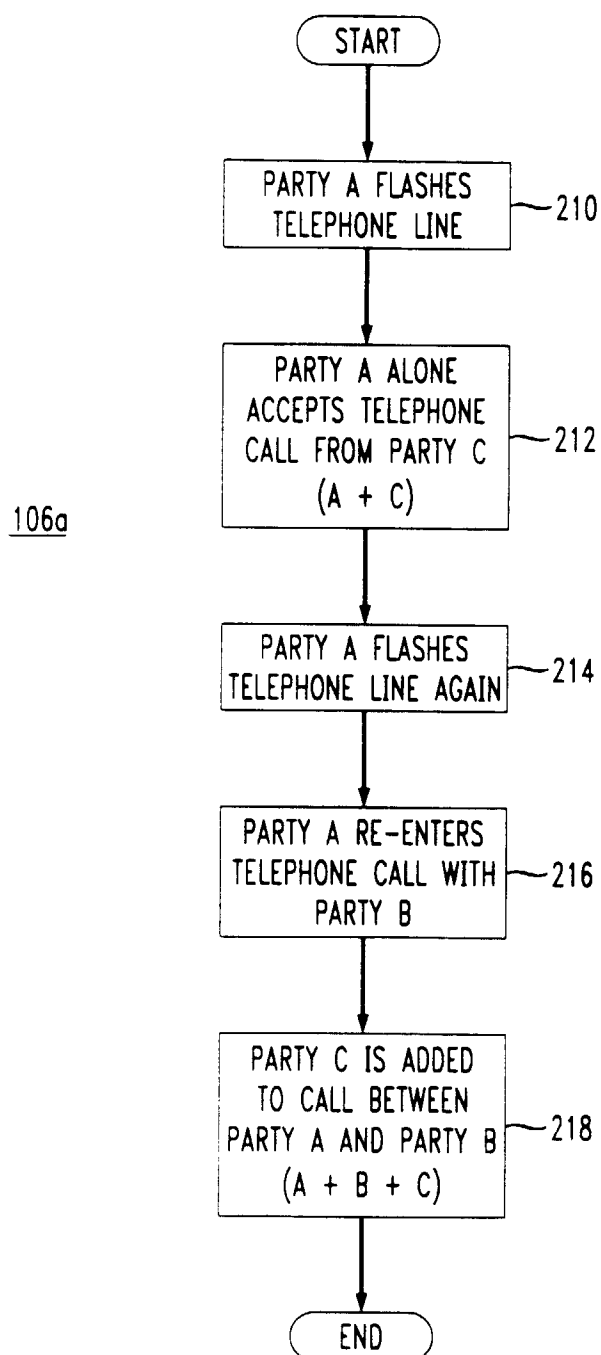 START
PARTY A FLASHES
TELEPHONE LINE
210
PARTY A ALONE
ACCEPTS TELEPHONE
CALL FROM PARTY C
(A + C)
212
106a
PARTY A FLASHES
TELEPHONE LINE AGAIN
214
PARTY A RE-ENTERS
TELEPHONE CALL WITH
PARTY B
216
PARTY C IS ADDED
TO CALL BETWEEN
PARTY A AND PARTY B
(A + B + C)
218
END